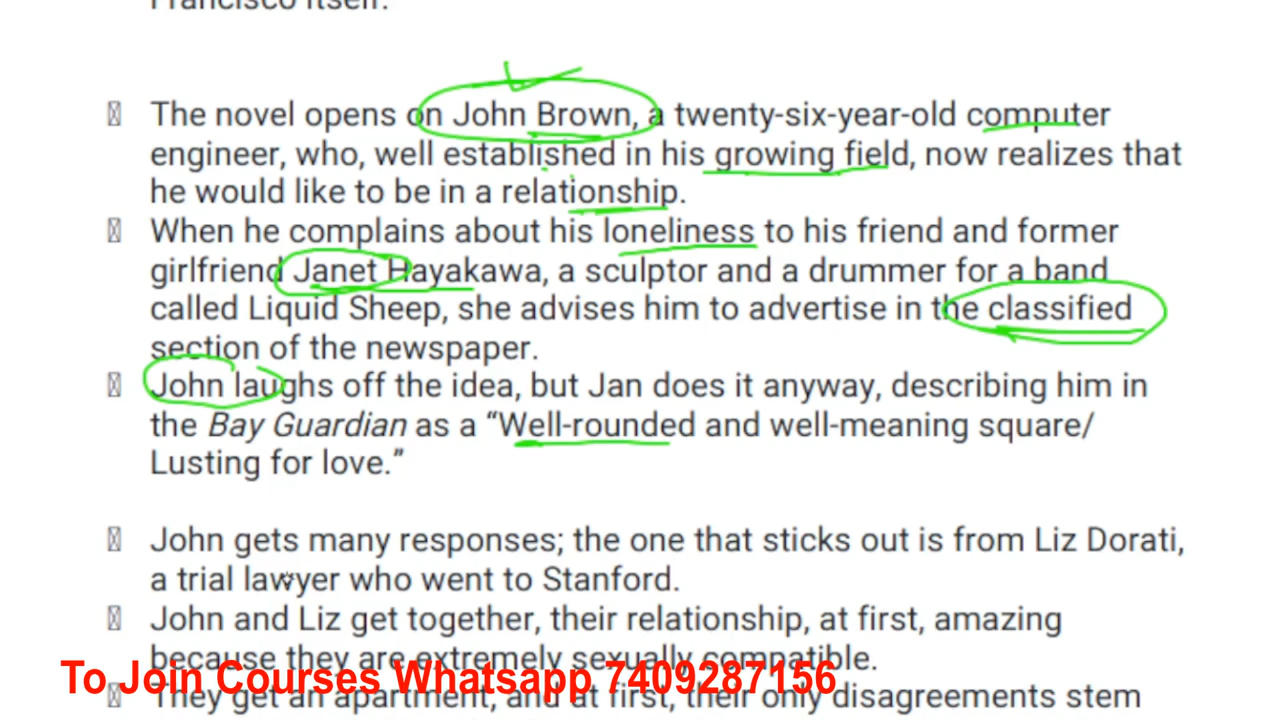 Francisco itself.
The novel opens on John Brown, a twenty-six-year-old computer
engineer, who, well established in his growing field, now realizes that
he would like to be in a relationship.
When he complains about his loneliness to his friend and former
girlfriend Janet Hayakawa, a sculptor and a drummer for a band
called Liquid Sheep, she advises him to advertise in the classified
section of the newspaper.
John laughs off the idea, but Jan does it anyway, describing him in
the Bay Guardian as a “Well-rounded and well-meaning square/
Lusting for love.”
John gets many responses; the one that sticks out is from Liz Dorati,
a trial lawyer who went to Stanford.
John and Liz get together, their relationship, at first, amazing
because they are extremely sexually compatible.
To Join Courses Whatsapp 7409287156
They get an apartment, and at first, their only disagreements stem